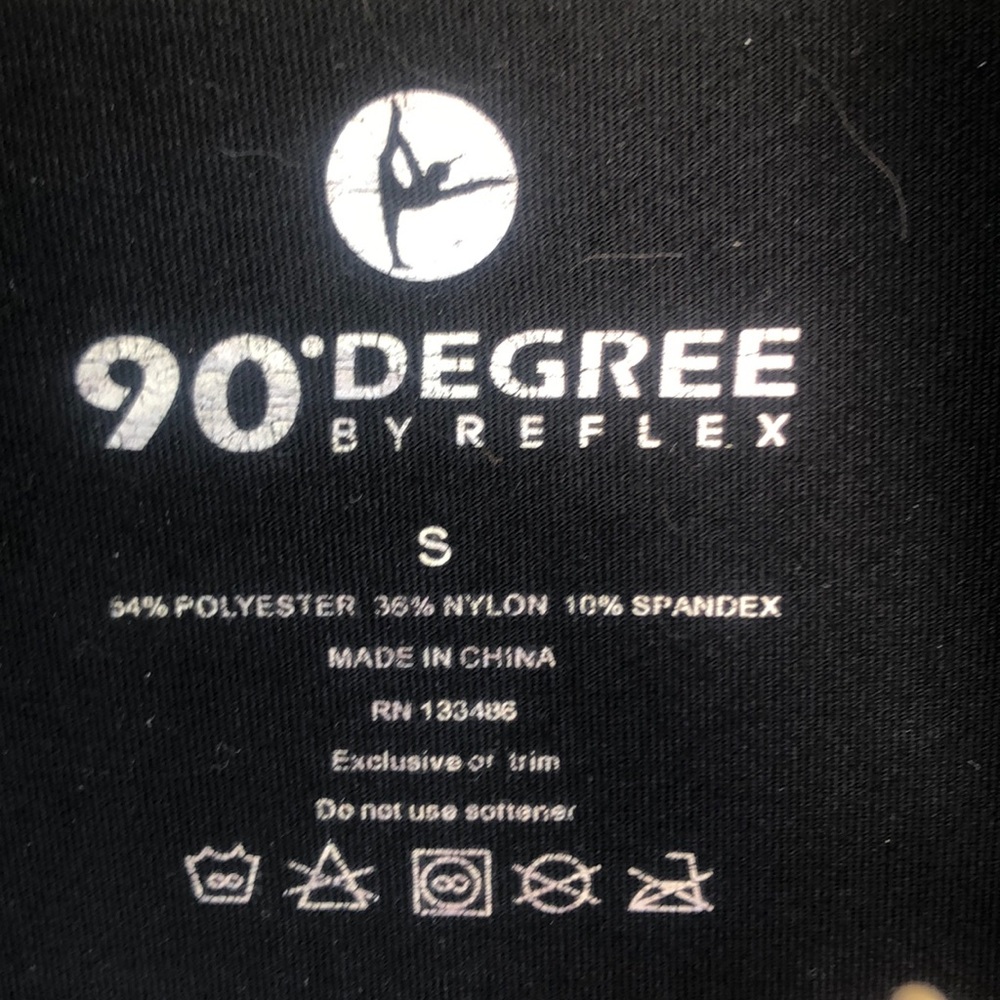 90° DEGREE
BY REFLEX
S
54% POLYESTER 36% NYLON 10% SPANDEX
MADE IN CHINA
RN 133486
Exclusive of trim
Do not use softener